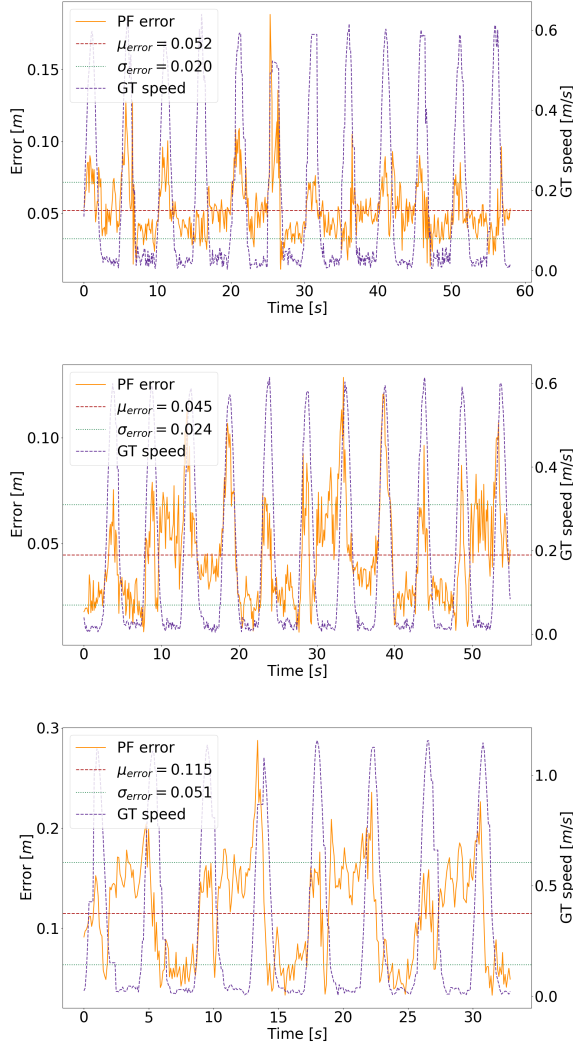 PF error
μerror = 0.052
σerror = 0.020
GT speed
0.15
0.10
0.05
Error [m]
0.6
0.4
0.2
0.0
GT speed [m/s]
0 10 20 30 40 50 60
Time [s]
PF error
μerror = 0.045
σerror = 0.024
GT speed
0.10
0.05
Error [m]
0.6
0.4
0.2
0.0
GT speed [m/s]
0 10 20 30 40 50
Time [s]
PF error
μerror = 0.115
σerror = 0.051
GT speed
0.3
0.2
0.1
Error [m]
1.0
0.5
0.0
GT speed [m/s]
0 5 10 15 20 25 30
Time [s]